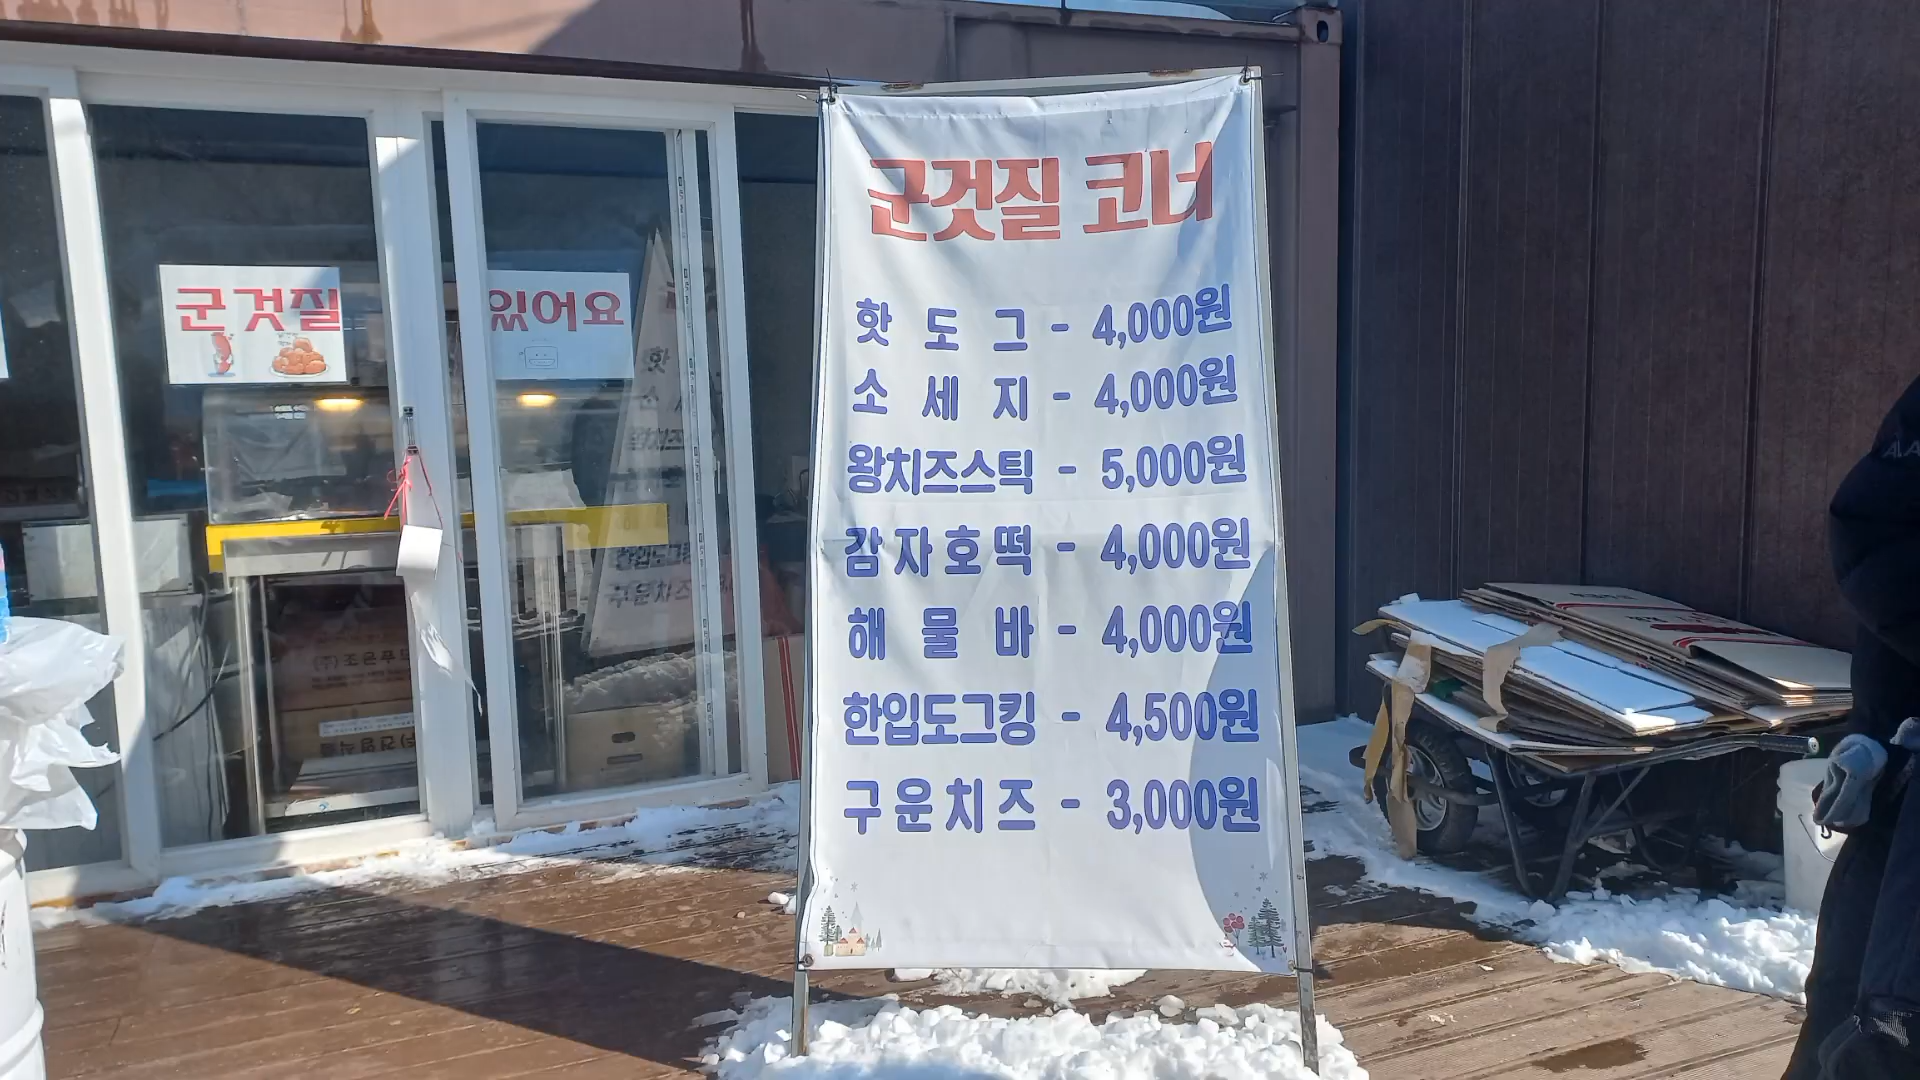 군것질 있어요
군것질 코너
핫도그 - 4,000원
소세지 - 4,000원
왕치즈스틱 - 5,000원
감자호떡 - 4,000원
해물바 - 4,000원
한입도그킹 - 4,500원
구운치즈 - 3,000원